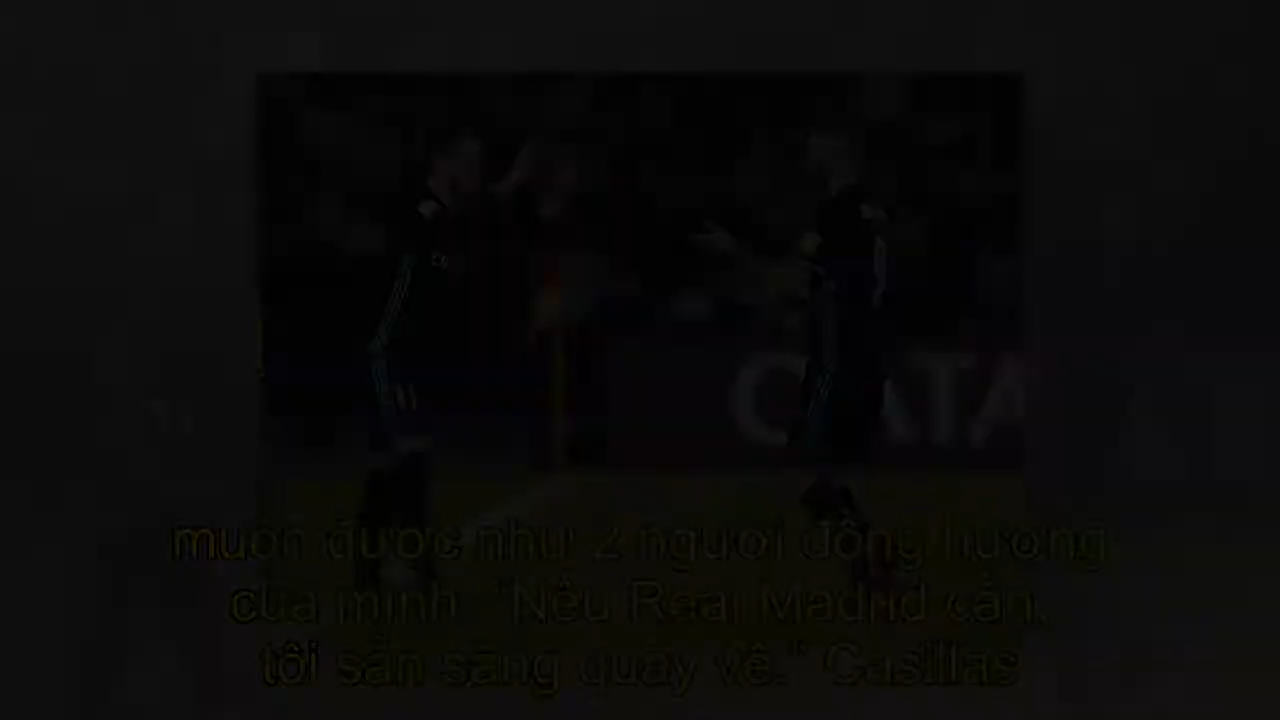 QATA
muốn được như 2 người đồng hương
của mình. "Nếu Real Madrid cần,
tôi sẵn sàng quay về." Casillas